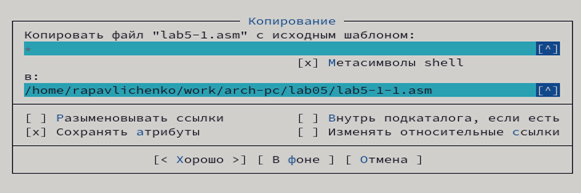 Копирование
Копировать файл "lab5-1.asm" с исходным шаблоном:
* [^]
[x] Метасимволы shell
в:
/home/rapavlichenko/work/arch-pc/lab05/lab5-1-1.asm [^]
[ ] Разыменовывать ссылки [ ] Внутрь подкаталога, если есть
[x] Сохранять атрибуты [ ] Изменять относительные ссылки
[< Хорошо >] [ В фоне ] [ Отмена ]